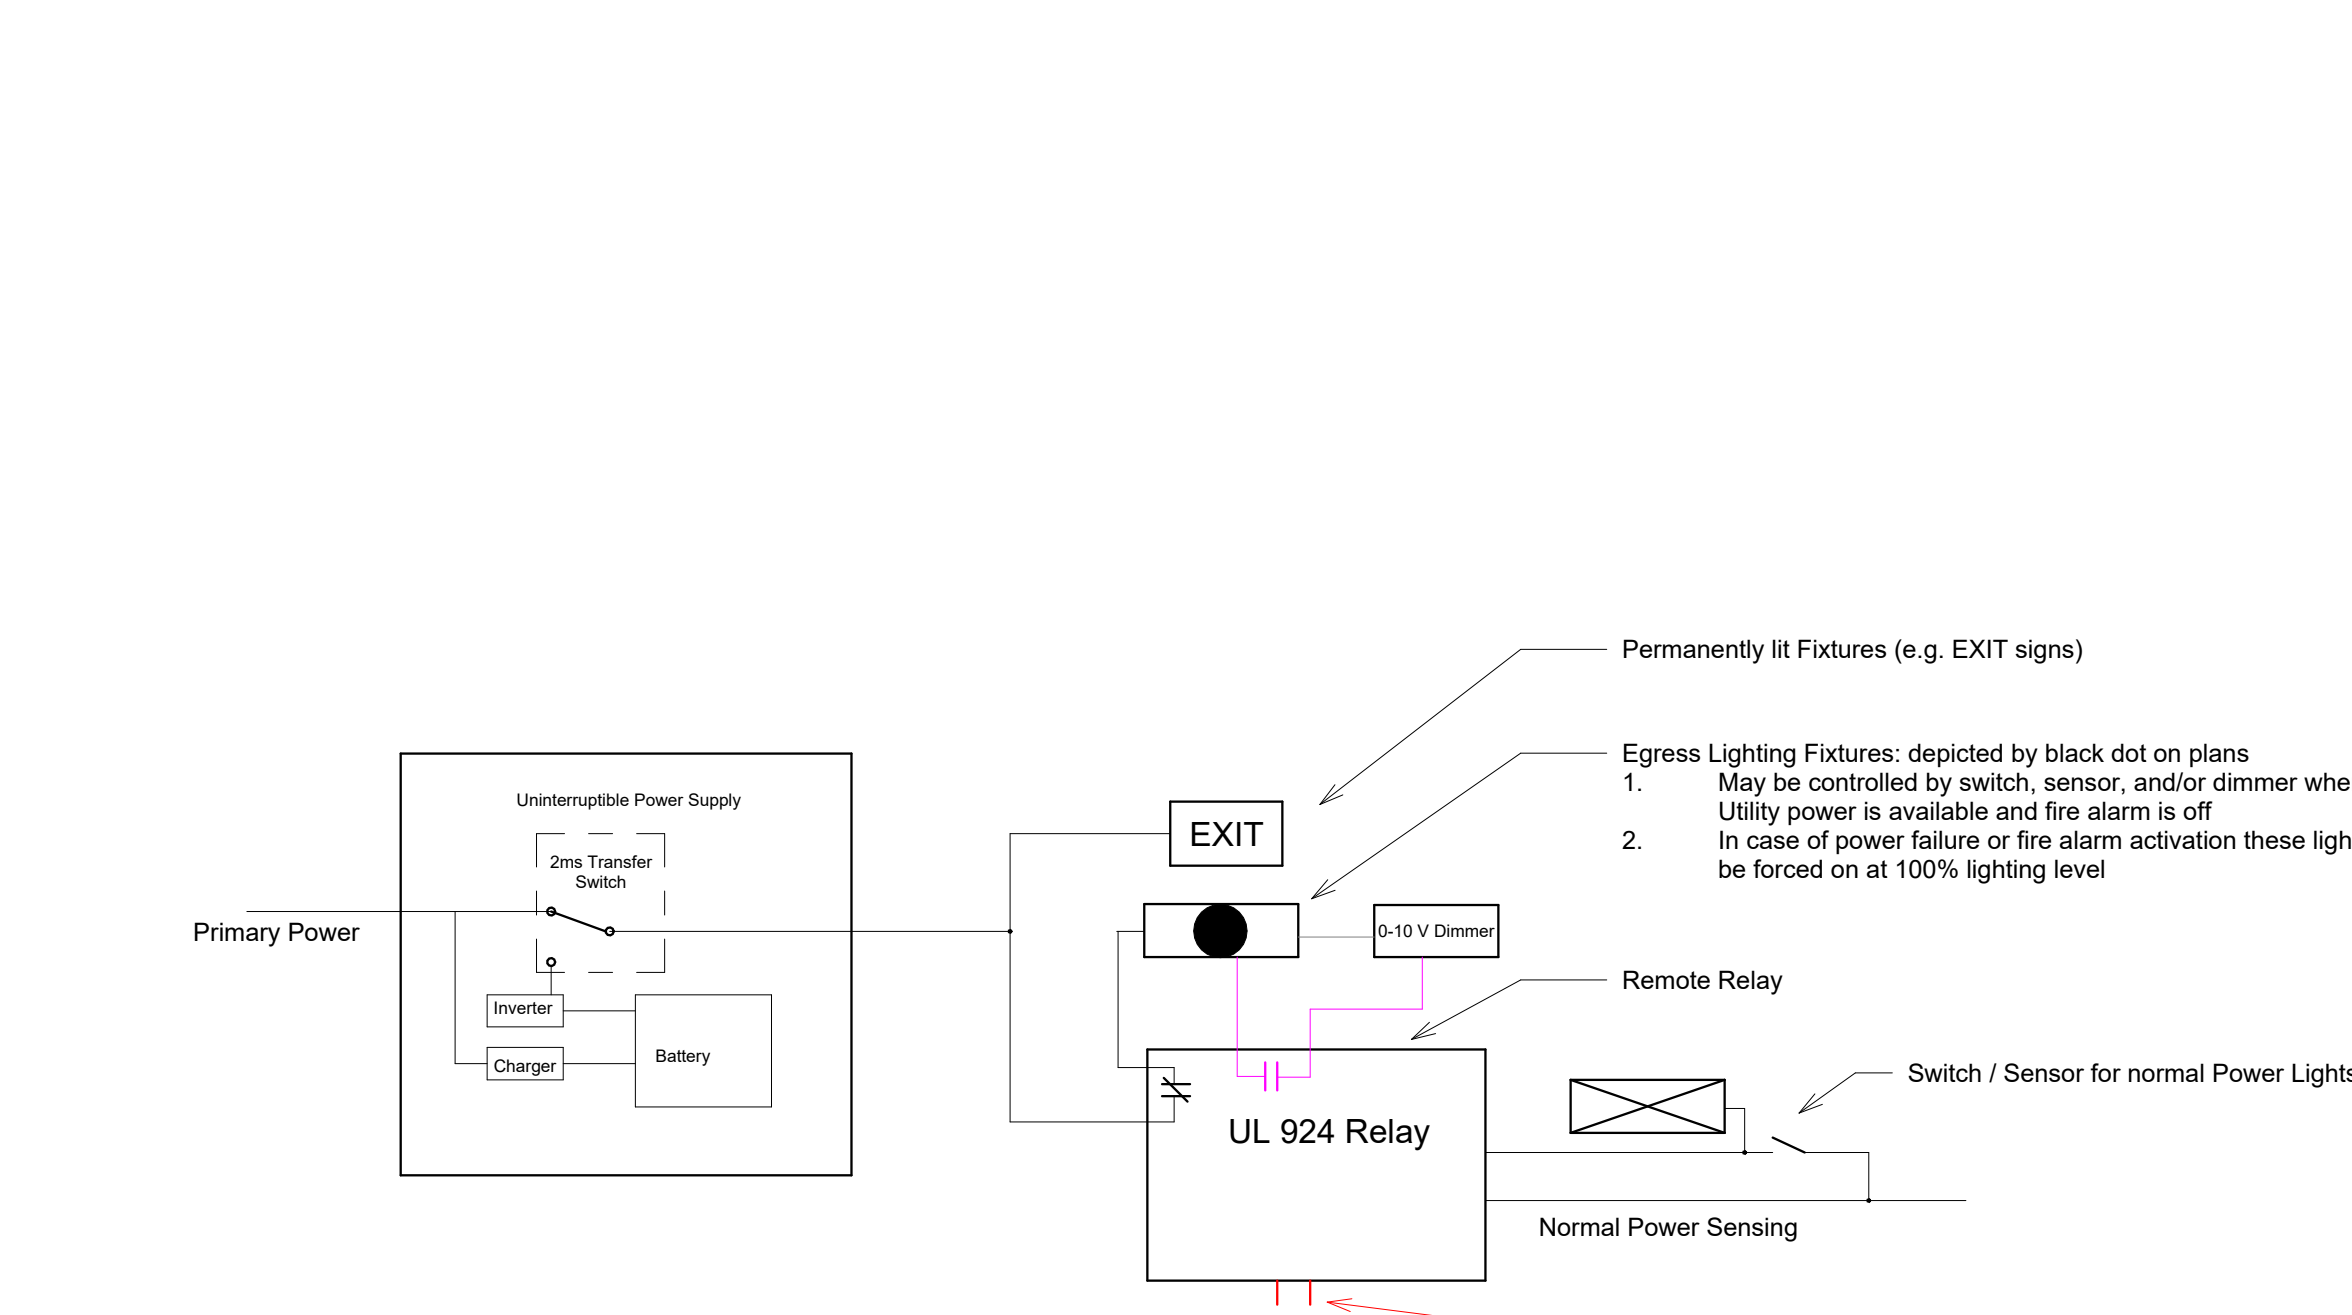 Permanently lit Fixtures (e.g. EXIT signs)
Egress Lighting Fixtures: depicted by black dot on plans
1. May be controlled by switch, sensor, and/or dimmer
Utility power is available and fire alarm is off
2. In case of power failure or fire alarm activation these
be forced on at 100% lighting level
Uninterruptible Power Supply
2ms Transfer
Switch
EXIT
Primary Power
0-10 V Dimmer
Remote Relay
Inverter
Battery
Charger
Switch / Sensor for normal Power Lights
UL 924 Relay
Normal Power Sensing